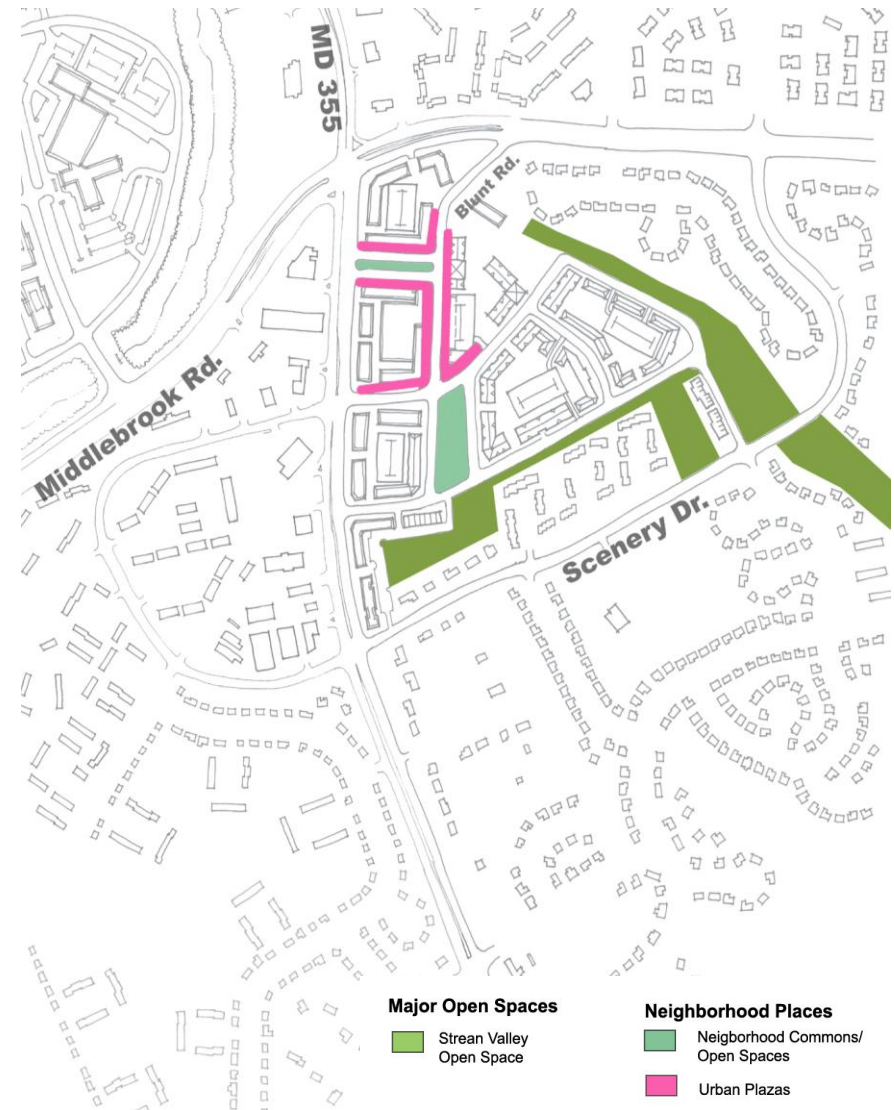 MD 355
Blunt Rd.
Middlebrook Rd.
Scenery Dr.
Major Open Spaces
Strean Valley
Open Space
Neighborhood Places
Neigborhood Commons/
Open Spaces
Urban Plazas